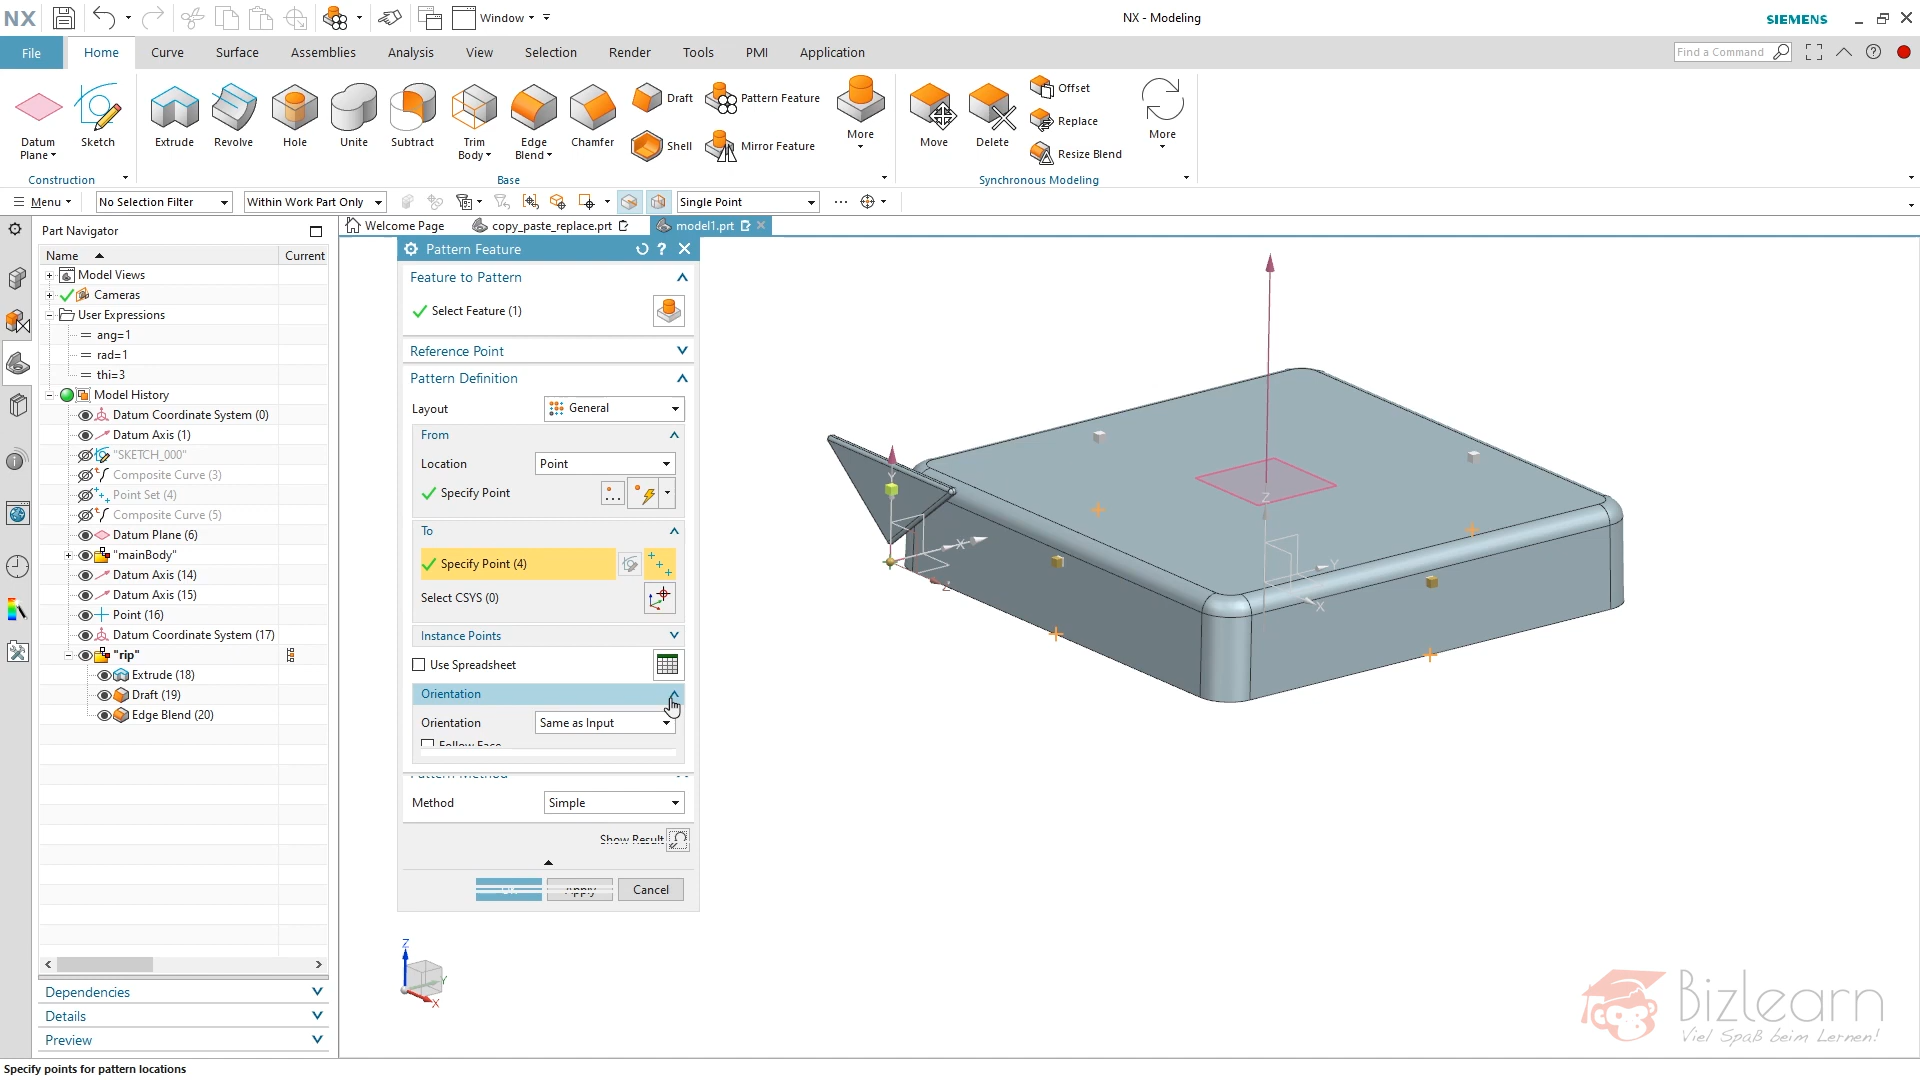 NX
Window
NX - Modeling
SIEMENS
File
Home
Curve
Surface
Assemblies
Analysis
View
Selection
Render
Tools
PMI
Application
Find a Command
Datum
Plane
Sketch
Extrude
Revolve
Hole
Unite
Subtract
Trim
Body
Edge
Blend
Chamfer
Draft
Shell
Pattern Feature
Mirror Feature
More
Move
Delete
Offset
Replace
Resize Blend
More
Construction
Base
Synchronous Modeling
Menu
No Selection Filter
Within Work Part Only
Single Point
Part Navigator
Welcome Page
copy_paste_replace.prt
model1.prt
Name
Current
Model Views
Cameras
User Expressions
ang=1
rad=1
thi=3
Model History
Datum Coordinate System (0)
Datum Axis (1)
"SKETCH_000"
Composite Curve (3)
Point Set (4)
Composite Curve (5)
Datum Plane (6)
"mainBody"
Datum Axis (14)
Datum Axis (15)
Point (16)
Datum Coordinate System (17)
"rip"
Extrude (18)
Draft (19)
Edge Blend (20)
Dependencies
Details
Preview
Pattern Feature
Feature to Pattern
Select Feature (1)
Reference Point
Pattern Definition
Layout
General
From
Location
Point
Specify Point
To
Specify Point (4)
Select CSYS (0)
Instance Points
Use Spreadsheet
Orientation
Orientation
Same as Input
Follow Face
Pattern Method
Method
Simple
Show Result
OK
Apply
Cancel
Y
X
Z
Z
Y
X
Z
Y
X
Bizlearn
Viel Spaß beim Lernen!
Specify points for pattern locations